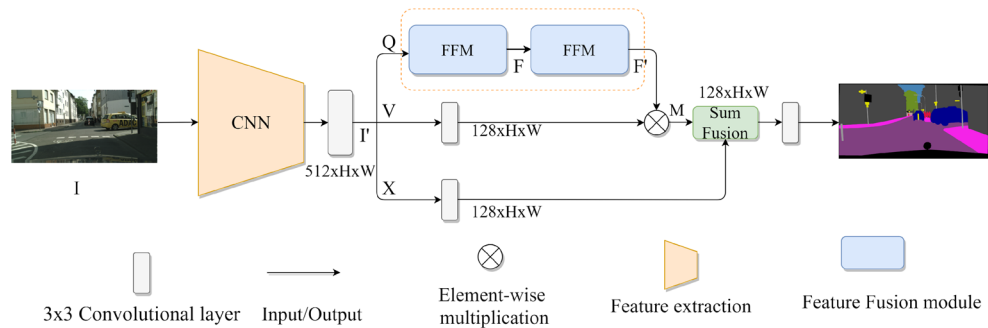 Q
FFM
F
FFM
F'
I
CNN
I'
512xHxW
V
128xHxW
M
128xHxW
Sum
Fusion
X
128xHxW
3x3 Convolutional layer
Input/Output
Element-wise
multiplication
Feature extraction
Feature Fusion module